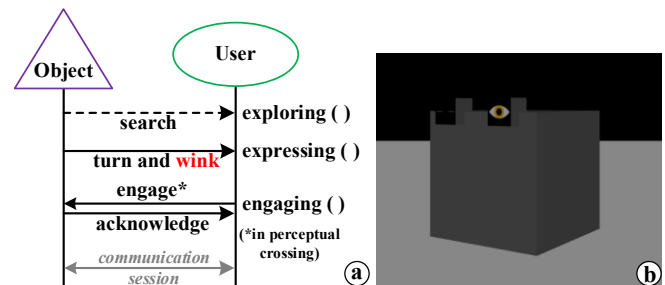 Object
User
search
exploring ( )
turn and wink
expressing ( )
engage*
engaging ( )
acknowledge
(*in perceptual
crossing)
communication
session
a
b